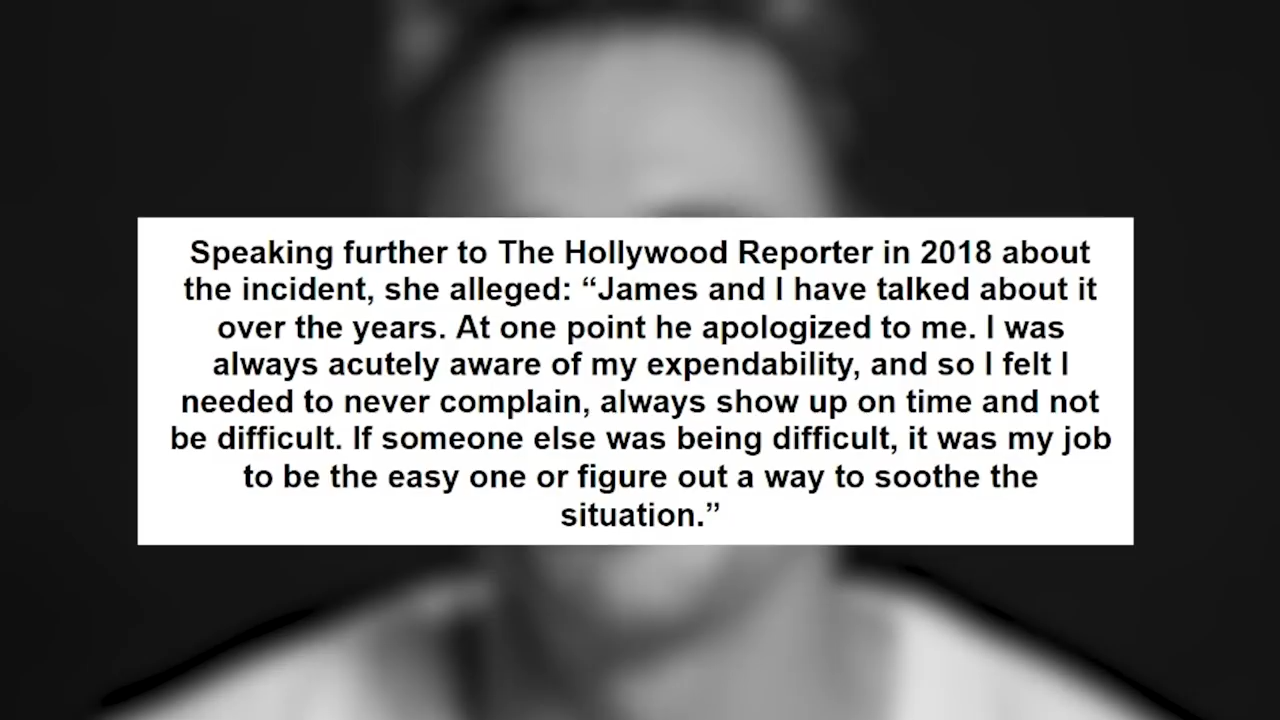 Speaking further to The Hollywood Reporter in 2018 about
the incident, she alleged: “James and I have talked about it
over the years. At one point he apologized to me. I was
always acutely aware of my expendability, and so I felt I
needed to never complain, always show up on time and not
be difficult. If someone else was being difficult, it was my job
to be the easy one or figure out a way to soothe the
situation.”